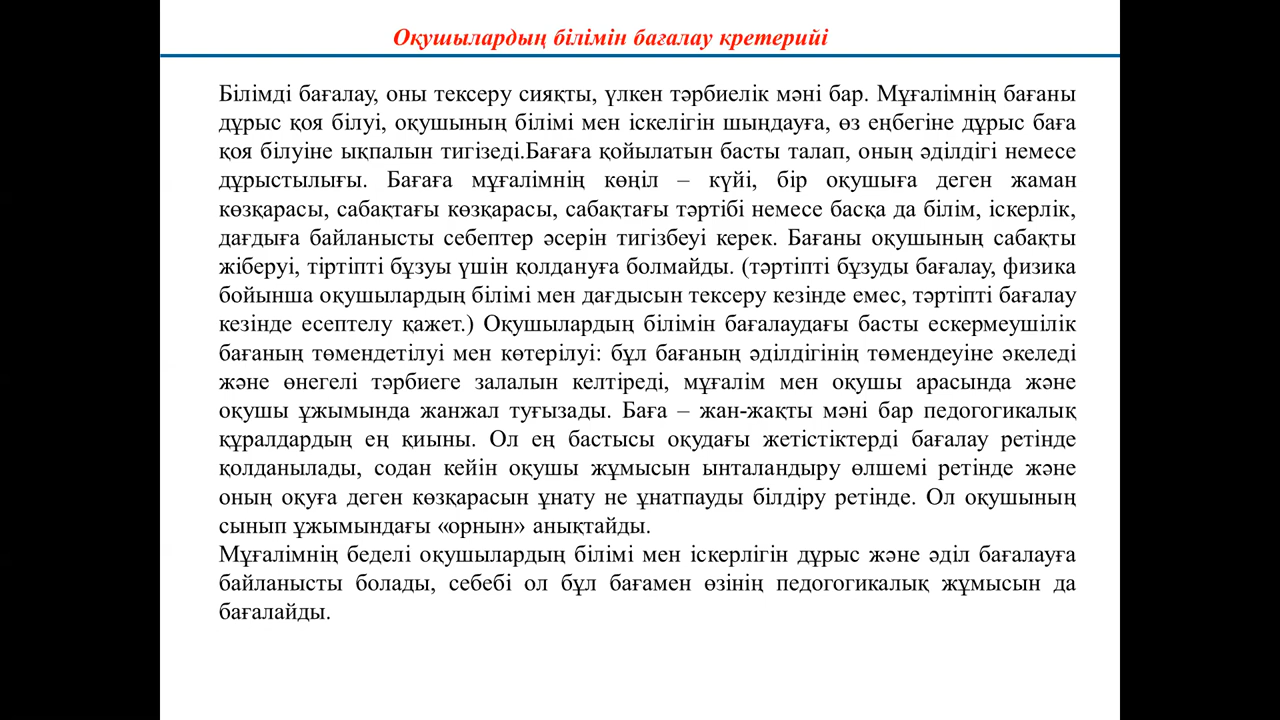 Оқушылардың білімін бағалау кретерийі
Білімді бағалау, оны тексеру сияқты, үлкен тәрбиелік мәні бар. Мұғалімнің бағаны
дұрыс қоя білуі, оқушының білімі мен іскелігін шыңдауға, өз еңбегіне дұрыс баға
қоя білуіне ықпалын тигізеді.Бағаға қойылатын басты талап, оның әділдігі немесе
дұрыстылығы. Бағаға мұғалімнің көңіл – күйі, бір оқушыға деген жаман
көзқарасы, сабақтағы көзқарасы, сабақтағы тәртібі немесе басқа да білім, іскерлік,
дағдыға байланысты себептер әсерін тигізбеуі керек. Бағаны оқушының сабақты
жіберуі, тіртіпті бұзуы үшін қолдануға болмайды. (тәртіпті бұзуды бағалау, физика
бойынша оқушылардың білімі мен дағдысын тексеру кезінде емес, тәртіпті бағалау
кезінде есептелу қажет.) Оқушылардың білімін бағалаудағы басты ескермеушілік
бағаның төмендетілуі мен көтерілуі: бұл бағаның әділдігінің төмендеуіне әкеледі
және өнегелі тәрбиеге залалын келтіреді, мұғалім мен оқушы арасында және
оқушы ұжымында жанжал туғызады. Баға – жан-жақты мәні бар педогогикалық
құралдардың ең қиыны. Ол ең бастысы оқудағы жетістіктерді бағалау ретінде
қолданылады, содан кейін оқушы жұмысын ынталандыру өлшемі ретінде және
оның оқуға деген көзқарасын ұнату не ұнатпауды білдіру ретінде. Ол оқушының
сынып ұжымындағы «орнын» анықтайды.
Мұғалімнің беделі оқушылардың білімі мен іскерлігін дұрыс және әділ бағалауға
байланысты болады, себебі ол бұл бағамен өзінің педогогикалық жұмысын да
бағалайды.